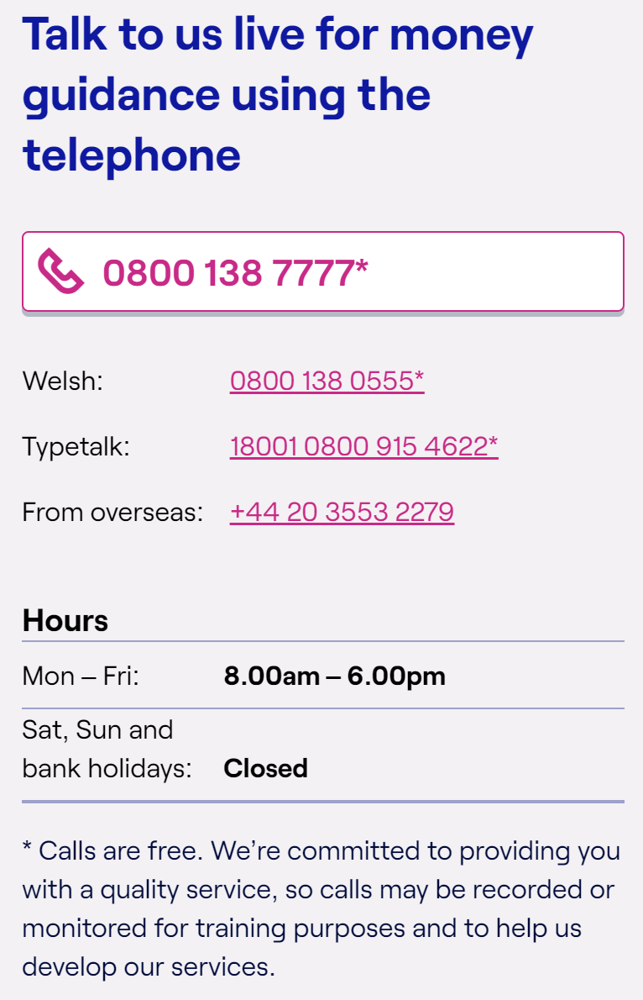 Talk to us live for money
guidance using the
telephone
0800 138 7777*
Welsh: 0800 138 0555*
Typetalk: 18001 0800 915 4622*
From overseas: +44 20 3553 2279
Hours
Mon – Fri: 8.00am – 6.00pm
Sat, Sun and
bank holidays: Closed
* Calls are free. We’re committed to providing you
with a quality service, so calls may be recorded or
monitored for training purposes and to help us
develop our services.